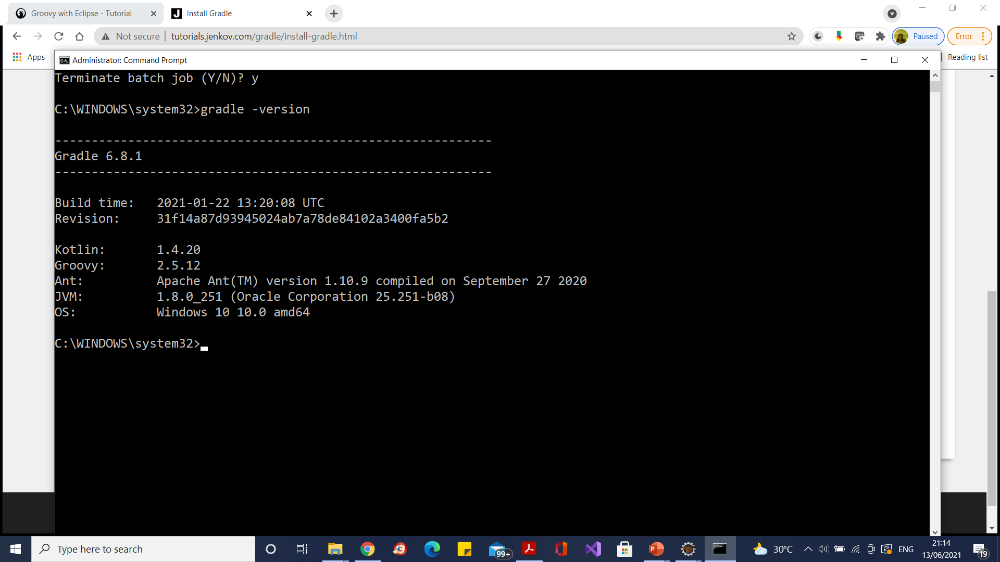 Groovy with Eclipse - Tutorial
Install Gradle
Not secure | tutorials.jenkov.com/gradle/install-gradle.html
Paused
Error
Apps
Reading list
Administrator: Command Prompt
Terminate batch job (Y/N)? y
C:\WINDOWS\system32>gradle -version
------------------------------------------------------------
Gradle 6.8.1
------------------------------------------------------------
Build time:   2021-01-22 13:20:08 UTC
Revision:     31f14a87d93945024ab7a78de84102a3400fa5b2
Kotlin:       1.4.20
Groovy:       2.5.12
Ant:          Apache Ant(TM) version 1.10.9 compiled on September 27 2020
JVM:          1.8.0_251 (Oracle Corporation 25.251-b08)
OS:           Windows 10 10.0 amd64
C:\WINDOWS\system32>
Type here to search
99+
30°C
ENG
21:14
13/06/2021
19